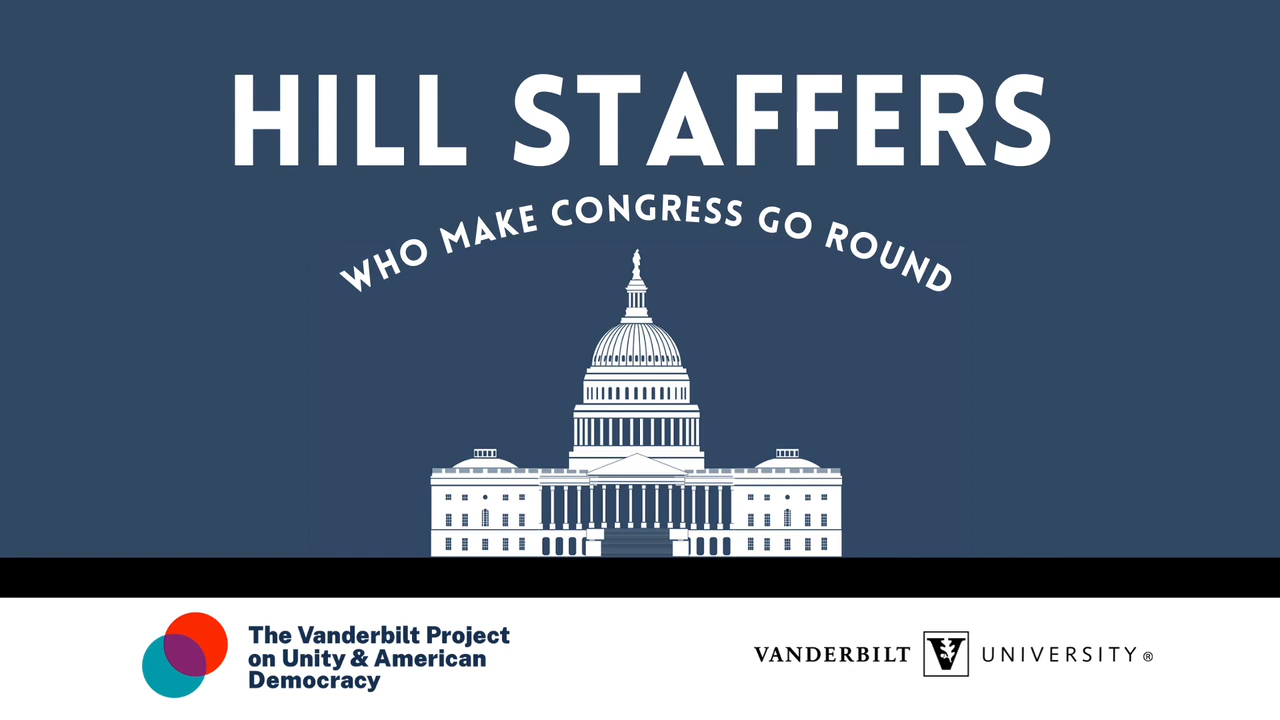 HILL STAFFERS
WHO MAKE CONGRESS GO ROUND
The Vanderbilt Project
on Unity & American
Democracy
VANDERBILT V UNIVERSITY®